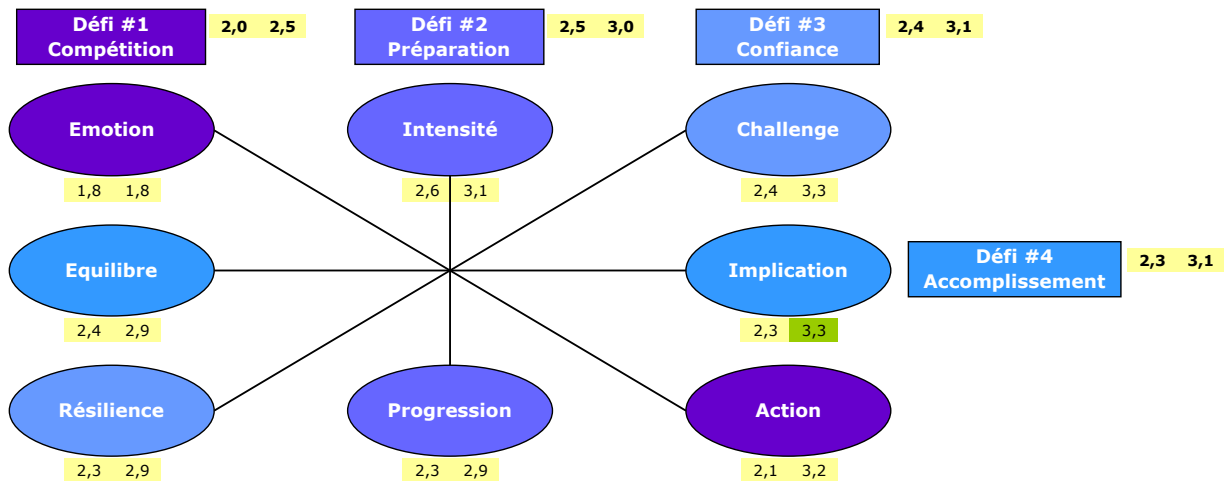 Défi #1
Compétition
2,0 2,5
Défi #2
Préparation
2,5 3,0
Défi #3
Confiance
2,4 3,1
Emotion
Intensité
Challenge
1,8 1,8
2,6 3,1
2,4 3,3
Equilibre
Implication
Défi #4
Accomplissement
2,3 3,1
2,4 2,9
2,3 3,3
Résilience
Progression
Action
2,3 2,9
2,3 2,9
2,1 3,2